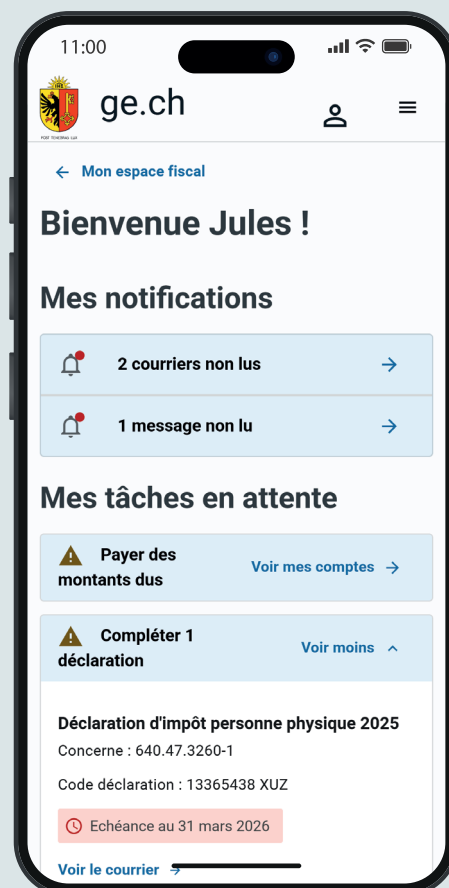 11:00
ge.ch
POST TENEBRAS LUX
← Mon espace fiscal
Bienvenue Jules !
Mes notifications
2 courriers non lus →
1 message non lu →
Mes tâches en attente
Payer des
montants dus
Voir mes comptes →
Compléter 1
déclaration
Voir moins
Déclaration d'impôt personne physique 2025
Concerne : 640.47.3260-1
Code déclaration : 13365438 XUZ
Echéance au 31 mars 2026
Voir le courrier →